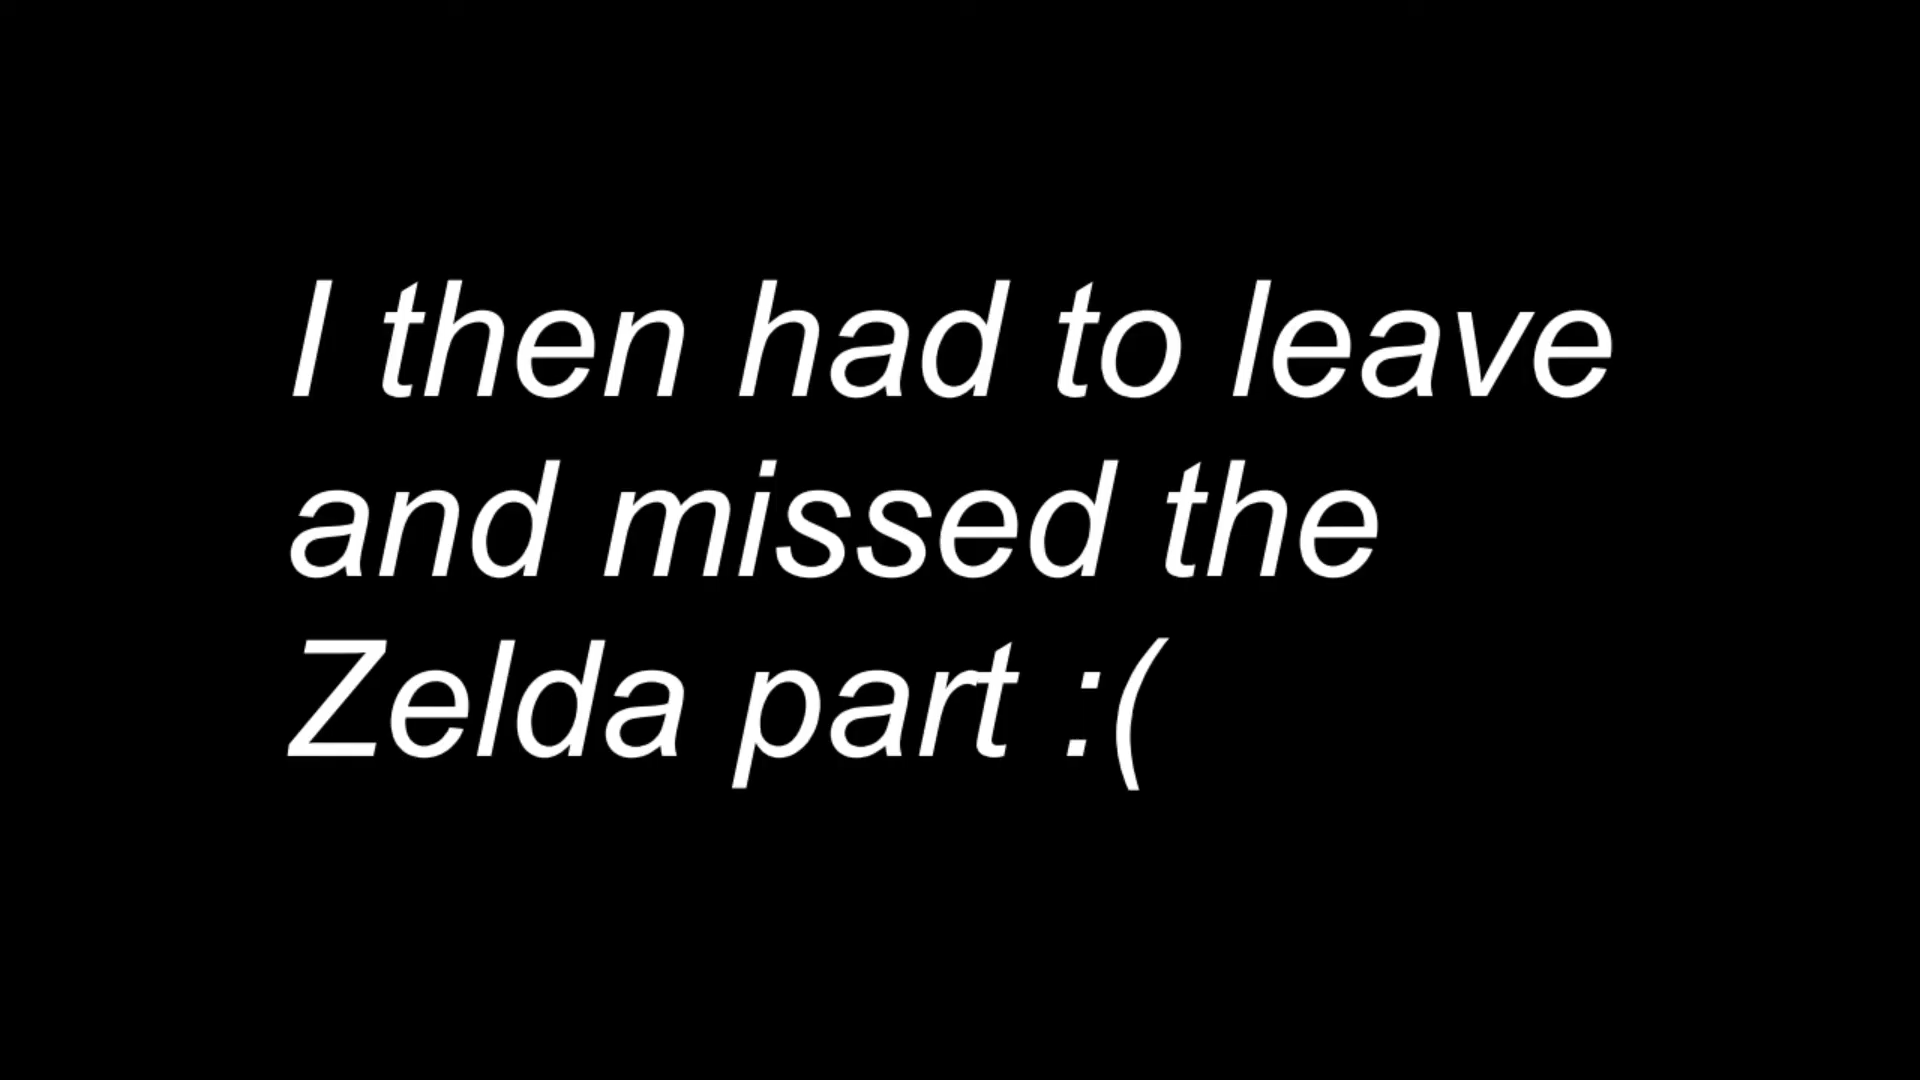 I then had to leave
and missed the
Zelda part :(